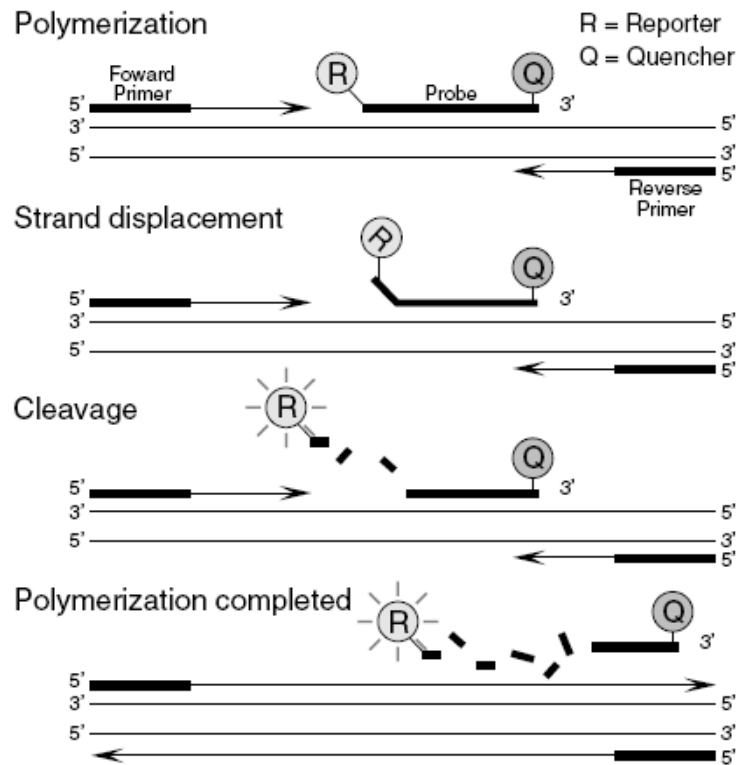 Polymerization
R = Reporter
Q = Quencher
Foward
Primer
R
Probe
Q
5' 3'
3' 5'
5' 3'
5'
Reverse
Primer
Strand displacement
R
Q
5' 3'
3' 5'
5' 3'
5'
Cleavage
R
Q
5' 3'
3' 5'
5' 3'
5'
Polymerization completed
R
Q
3'
5'
3' 5'
5' 3'
5'